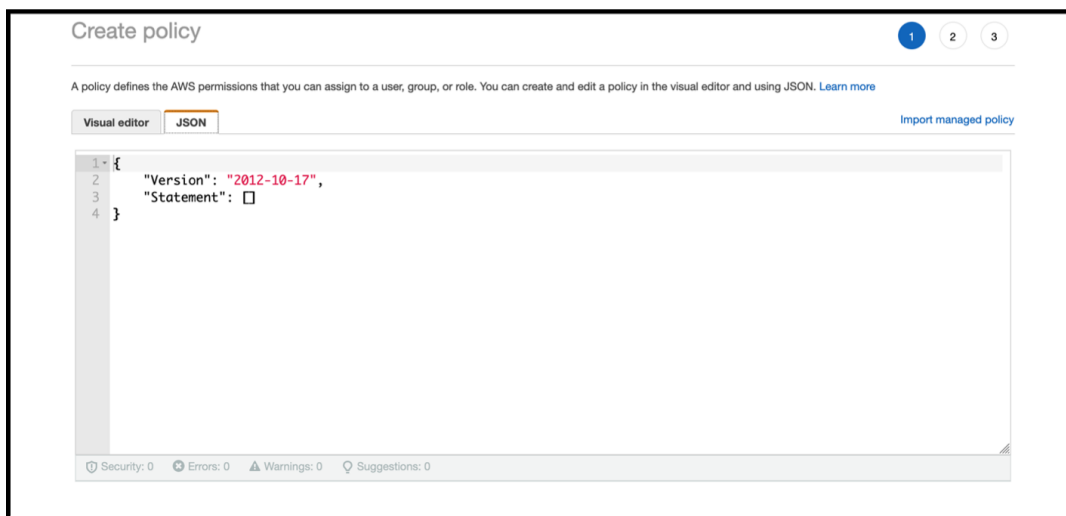 Create policy
1 2 3
A policy defines the AWS permissions that you can assign to a user, group, or role. You can create and edit a policy in the visual editor and using JSON. Learn more
Visual editor JSON Import managed policy
1 {
2 "Version": "2012-10-17",
3 "Statement": []
4 }
Security: 0 Errors: 0 Warnings: 0 Suggestions: 0